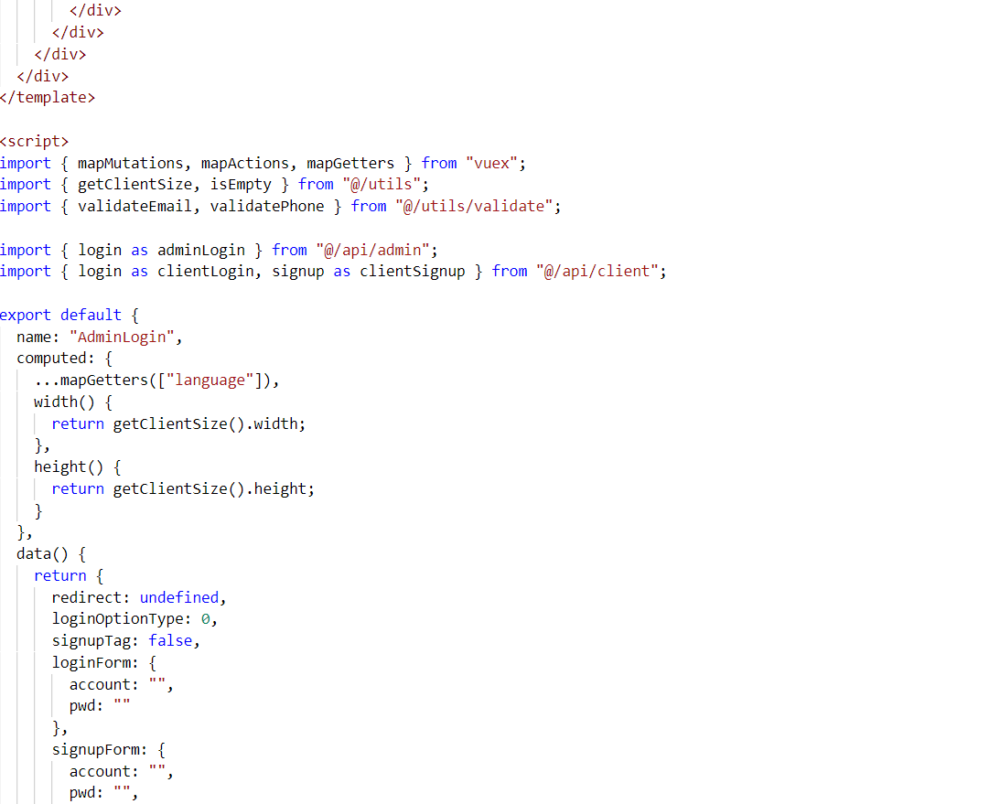 </div>
</div>
</div>
</div>
</template>
<script>
import { mapMutations, mapActions, mapGetters } from "vuex";
import { getClientSize, isEmpty } from "@/utils";
import { validateEmail, validatePhone } from "@/utils/validate";
import { login as adminLogin } from "@/api/admin";
import { login as clientLogin, signup as clientSignup } from "@/api/client";
export default {
name: "AdminLogin",
computed: {
...mapGetters(["language"]),
width() {
return getClientSize().width;
},
height() {
return getClientSize().height;
}
},
data() {
return {
redirect: undefined,
loginOptionType: 0,
signupTag: false,
loginForm: {
account: "",
pwd: ""
},
signupForm: {
account: "",
pwd: "",